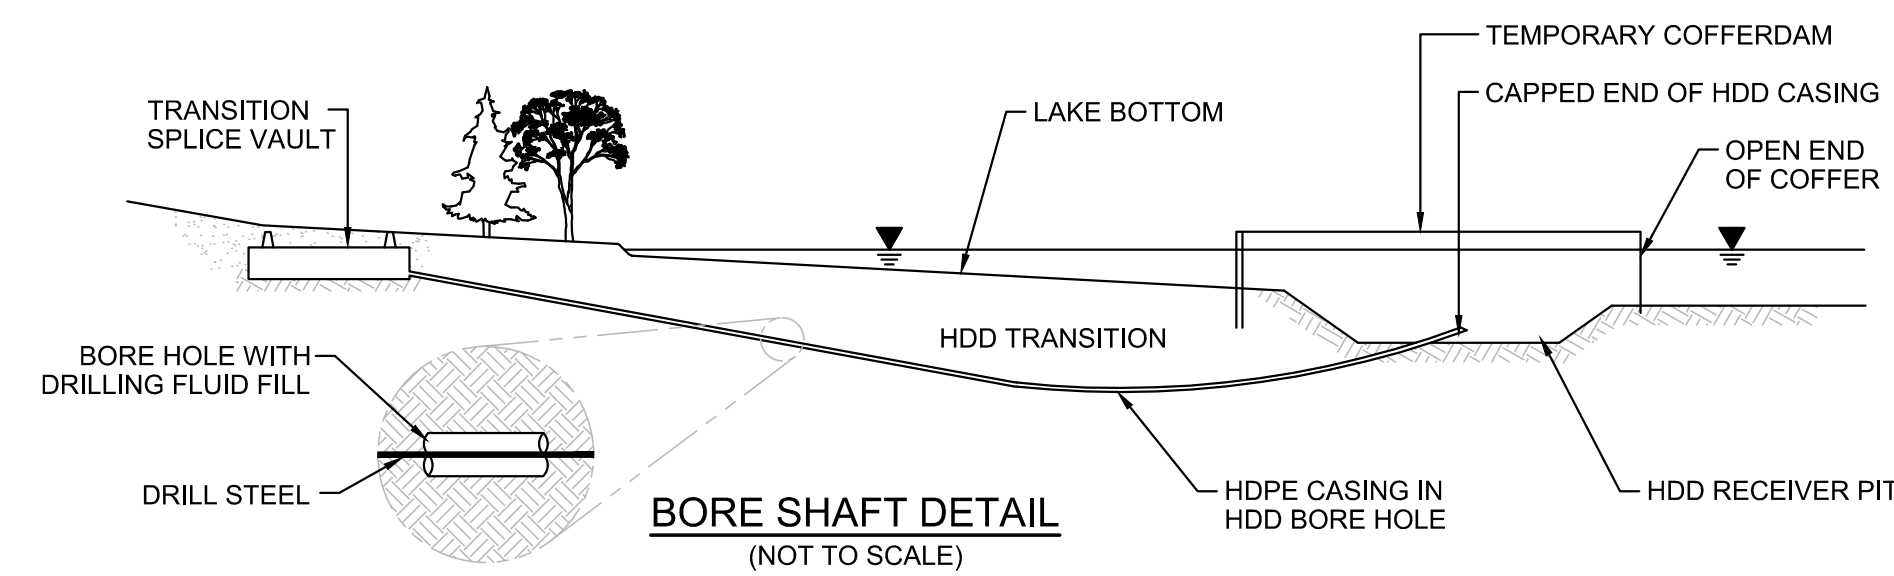 TEMPORARY COFFERDAM
CAPPED END OF HDD CASING
TRANSITION
SPLICE VAULT
LAKE BOTTOM
OPEN END
OF COFFER
HDD TRANSITION
BORE HOLE WITH
DRILLING FLUID FILL
DRILL STEEL
HDPE CASING IN
HDD BORE HOLE
HDD RECEIVER PIT
BORE SHAFT DETAIL
(NOT TO SCALE)